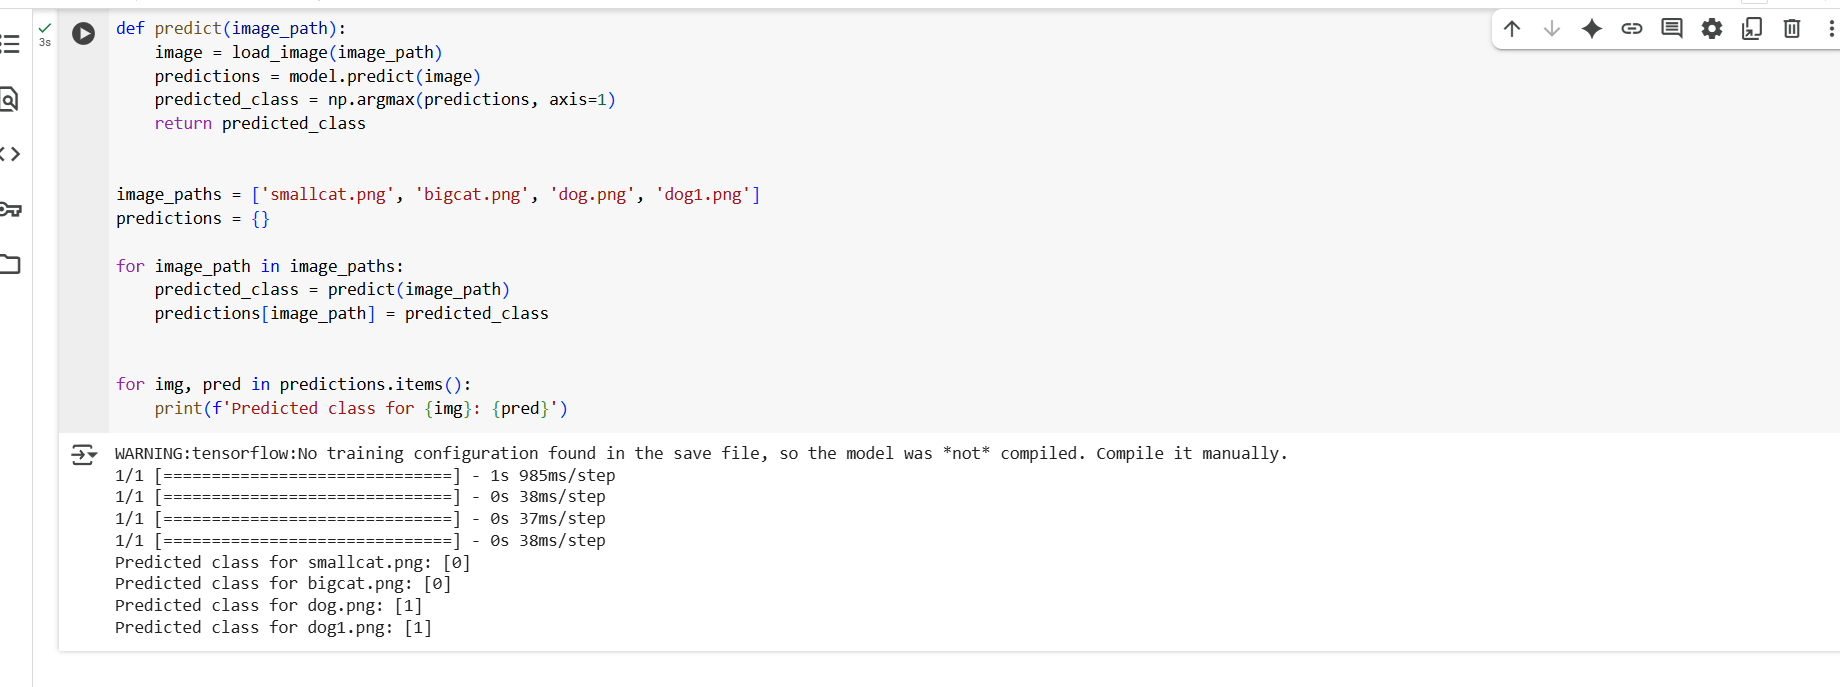 3s
def predict(image_path):
    image = load_image(image_path)
    predictions = model.predict(image)
    predicted_class = np.argmax(predictions, axis=1)
    return predicted_class
image_paths = ['smallcat.png', 'bigcat.png', 'dog.png', 'dog1.png']
predictions = {}
for image_path in image_paths:
    predicted_class = predict(image_path)
    predictions[image_path] = predicted_class
for img, pred in predictions.items():
    print(f'Predicted class for {img}: {pred}')
WARNING:tensorflow:No training configuration found in the save file, so the model was *not* compiled. Compile it manually.
1/1 [==============================] - 1s 985ms/step
1/1 [==============================] - 0s 38ms/step
1/1 [==============================] - 0s 37ms/step
1/1 [==============================] - 0s 38ms/step
Predicted class for smallcat.png: [0]
Predicted class for bigcat.png: [0]
Predicted class for dog.png: [1]
Predicted class for dog1.png: [1]